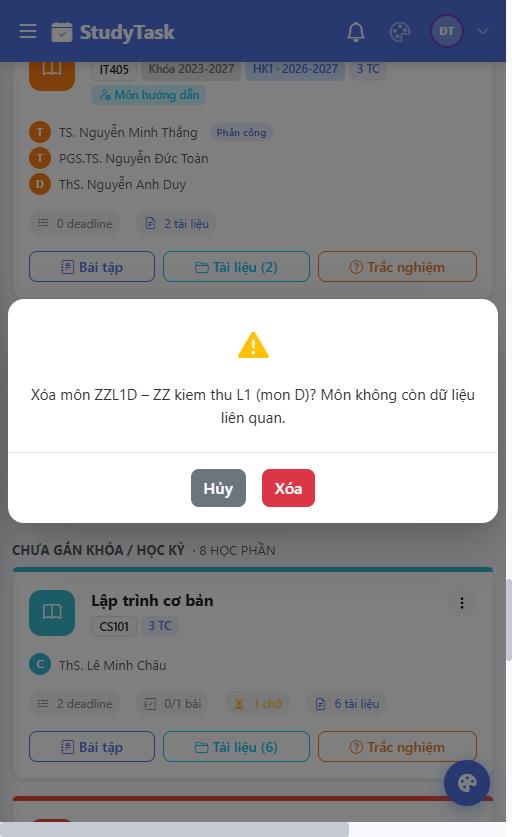 StudyTask
ĐT
IT405
Khóa 2023-2027
HK1 · 2026-2027
3 TC
Môn hướng dẫn
T TS. Nguyễn Minh Thắng Phân công
T PGS.TS. Nguyễn Đức Toàn
D ThS. Nguyễn Anh Duy
0 deadline
2 tài liệu
Bài tập
Tài liệu (2)
Trắc nghiệm
Xóa môn ZZL1D – ZZ kiem thu L1 (mon D)? Môn không còn dữ liệu
liên quan.
Hủy
Xóa
CHƯA GẮN KHÓA / HỌC KỲ · 8 HỌC PHẦN
Lập trình cơ bản
CS101
3 TC
C ThS. Lê Minh Châu
2 deadline
0/1 bài
1 chờ
6 tài liệu
Bài tập
Tài liệu (6)
Trắc nghiệm